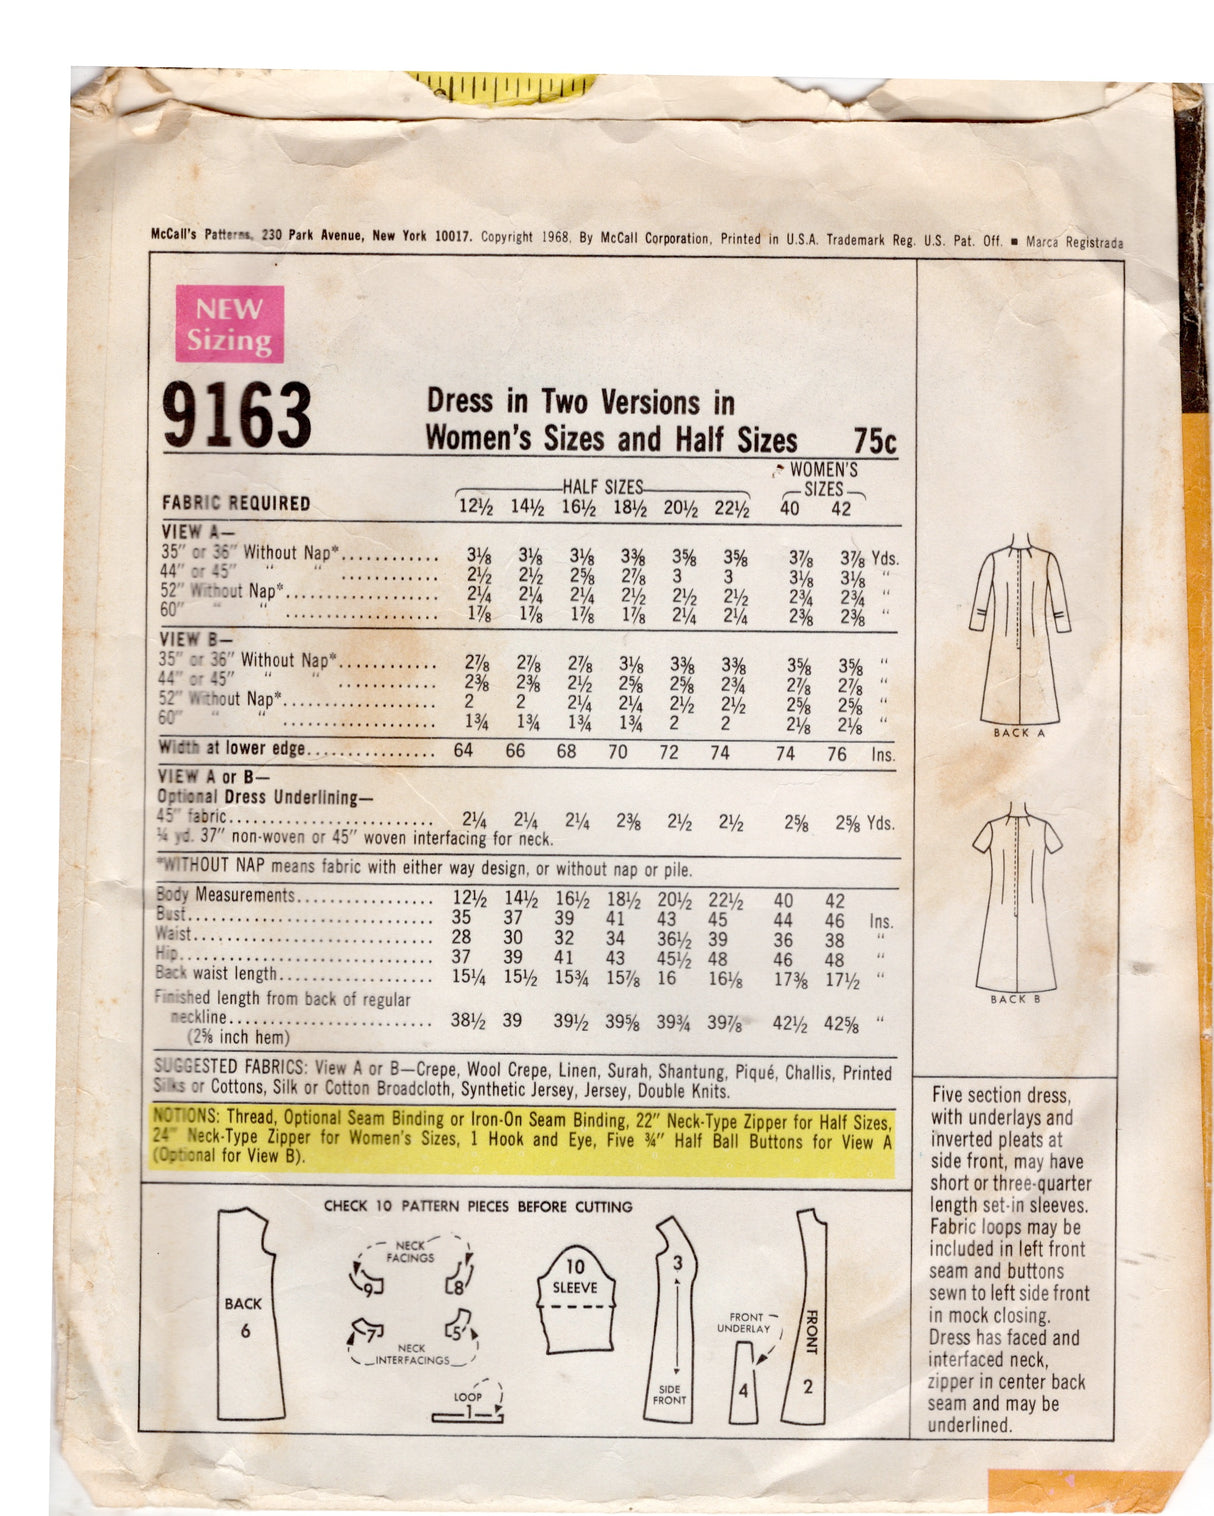 McCall's Patterns, 230 Park Avenue, New York 10017. Copyright 1968, By McCall Corporation, Printed in U.S.A. Trademark Reg. U.S. Pat. Off. ■ Marca Registrada
NEW
Sizing
9163
Dress in Two Versions in
Women's Sizes and Half Sizes 75c
WOMEN'S
HALF SIZES SIZES
FABRIC REQUIRED 12½ 14½ 16½ 18½ 20½ 22½ 40 42
VIEW A—
35" or 36" Without Nap*............ 3⅛ 3⅛ 3⅛ 3⅜ 3⅝ 3⅝ 3⅞ 3⅞ Yds.
44" or 45" " " ............ 2½ 2½ 2⅝ 2⅞ 3 3 3⅛ 3⅛ "
52" Without Nap*.................. 2¼ 2¼ 2¼ 2½ 2½ 2½ 2¾ 2¾ "
60" " " .................. 1⅞ 1⅞ 1⅞ 1⅞ 2¼ 2¼ 2⅜ 2⅜ "
VIEW B—
35" or 36" Without Nap*............ 2⅞ 2⅞ 2⅞ 3⅛ 3⅜ 3⅜ 3⅝ 3⅝ "
44" or 45" " " ............ 2⅜ 2⅜ 2½ 2⅝ 2⅝ 2¾ 2⅞ 2⅞ "
52" Without Nap*.................. 2 2 2¼ 2¼ 2½ 2½ 2⅝ 2⅝ "
60" " " .................. 1¾ 1¾ 1¾ 1¾ 2 2 2⅛ 2⅛ "
Width at lower edge................ 64 66 68 70 72 74 74 76 Ins.
VIEW A or B—
Optional Dress Underlining—
45" fabric......................... 2¼ 2¼ 2¼ 2⅜ 2½ 2½ 2⅝ 2⅝ Yds.
¼ yd. 37" non-woven or 45" woven interfacing for neck.
*WITHOUT NAP means fabric with either way design, or without nap or pile.
Body Measurements................. 12½ 14½ 16½ 18½ 20½ 22½ 40 42
Bust.............................. 35 37 39 41 43 45 44 46 Ins.
Waist............................. 28 30 32 34 36½ 39 36 38 "
Hip............................... 37 39 41 43 45½ 48 46 48 "
Back waist length................... 15¼ 15½ 15¾ 15⅞ 16 16⅛ 17⅜ 17½ "
Finished length from back of regular
neckline......................... 38½ 39 39½ 39⅝ 39¾ 39⅞ 42½ 42⅝ "
(2⅝ inch hem)
SUGGESTED FABRICS: View A or B—Crepe, Wool Crepe, Linen, Surah, Shantung, Piqué, Challis, Printed
Silks or Cottons, Silk or Cotton Broadcloth, Synthetic Jersey, Jersey, Double Knits.
NOTIONS: Thread, Optional Seam Binding or Iron-On Seam Binding, 22" Neck-Type Zipper for Half Sizes,
24" Neck-Type Zipper for Women's Sizes, 1 Hook and Eye, Five ¾" Half Ball Buttons for View A
(Optional for View B).
CHECK 10 PATTERN PIECES BEFORE CUTTING
BACK
6
NECK
FACINGS
9
8
7
5
NECK
INTERFACINGS
LOOP
1
10
SLEEVE
3
SIDE
FRONT
FRONT
UNDERLAY
4
FRONT
2
BACK A
BACK B
Five section dress,
with underlays and
inverted pleats at
side front, may have
short or three-quarter
length set-in sleeves.
Fabric loops may be
included in left front
seam and buttons
sewn to left side front
in mock closing.
Dress has faced and
interfaced neck,
zipper in center back
seam and may be
underlined.